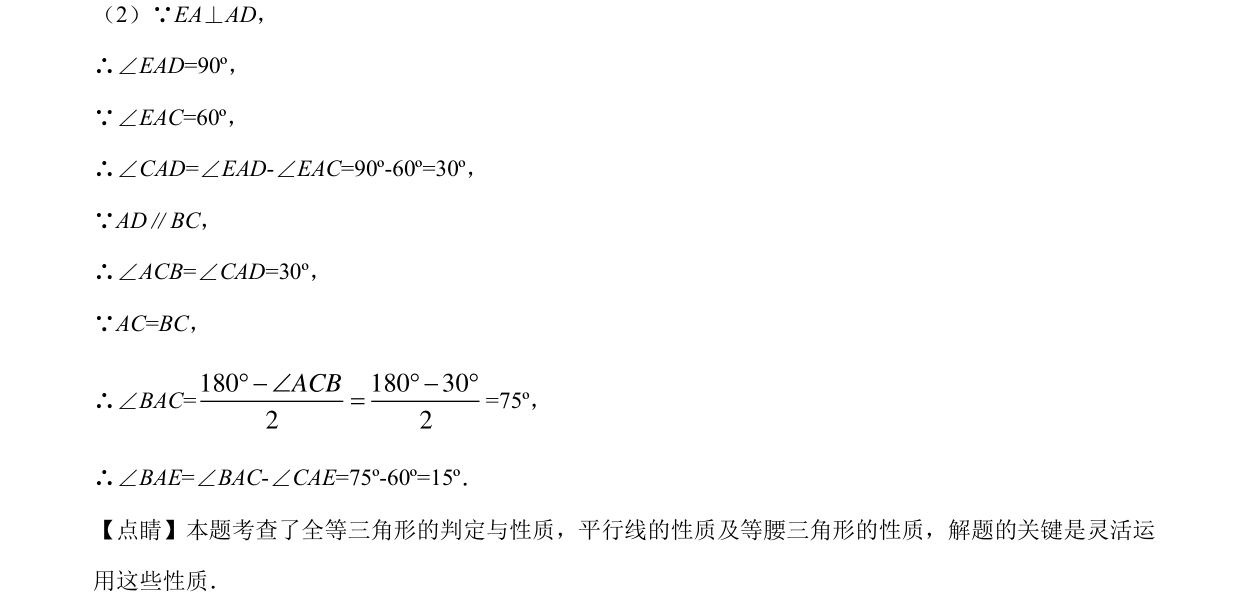 （2）∵EA⊥AD，
∴∠EAD=90º，
∵∠EAC=60º，
∴∠CAD=∠EAD-∠EAC=90º-60º=30º，
∵AD∥BC，
∴∠ACB=∠CAD=30º，
∵AC=BC，
∴∠BAC=\frac{180°-∠ACB}{2}=\frac{180°-30°}{2}=75º，
∴∠BAE=∠BAC-∠CAE=75º-60º=15º．
【点睛】本题考查了全等三角形的判定与性质，平行线的性质及等腰三角形的性质，解题的关键是灵活运
用这些性质．